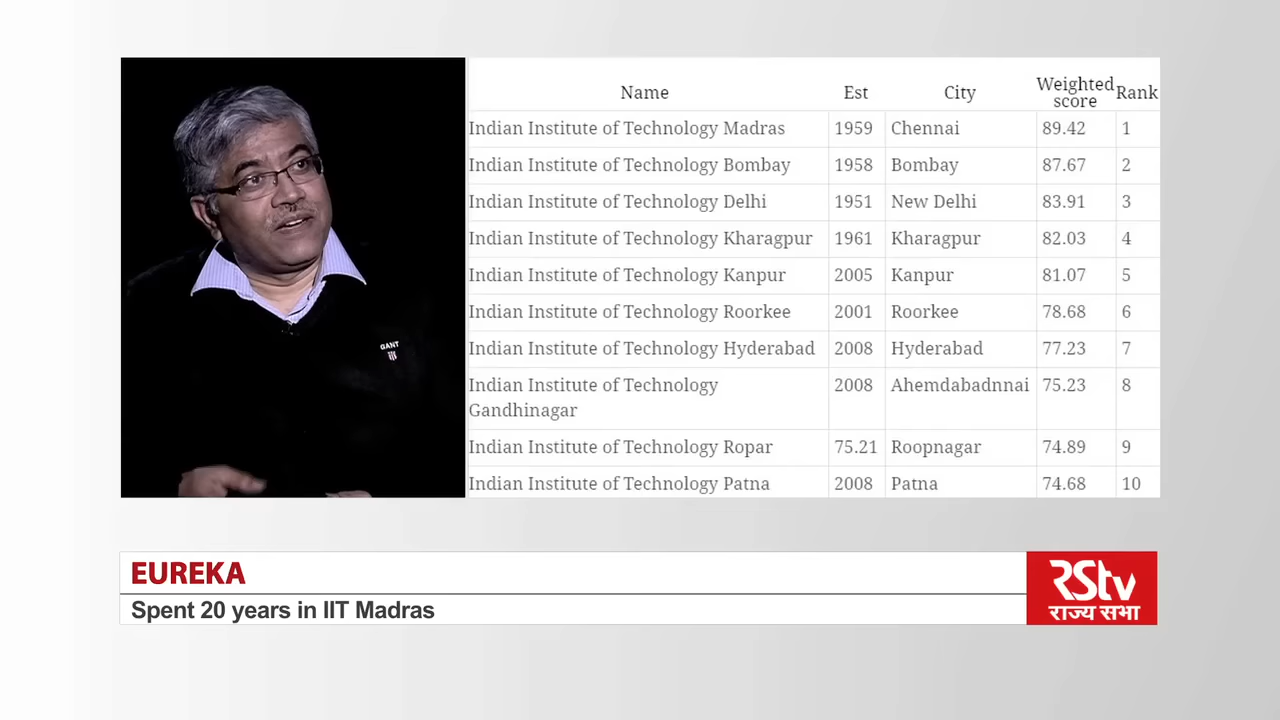 Name Est City Weighted score Rank
Indian Institute of Technology Madras 1959 Chennai 89.42 1
Indian Institute of Technology Bombay 1958 Bombay 87.67 2
Indian Institute of Technology Delhi 1951 New Delhi 83.91 3
Indian Institute of Technology Kharagpur 1961 Kharagpur 82.03 4
Indian Institute of Technology Kanpur 2005 Kanpur 81.07 5
Indian Institute of Technology Roorkee 2001 Roorkee 78.68 6
Indian Institute of Technology Hyderabad 2008 Hyderabad 77.23 7
Indian Institute of Technology 2008 Ahemdabadnnai 75.23 8
Gandhinagar
Indian Institute of Technology Ropar 75.21 Roopnagar 74.89 9
Indian Institute of Technology Patna 2008 Patna 74.68 10
GANT
EUREKA
Spent 20 years in IIT Madras
RStv
राज्य सभा